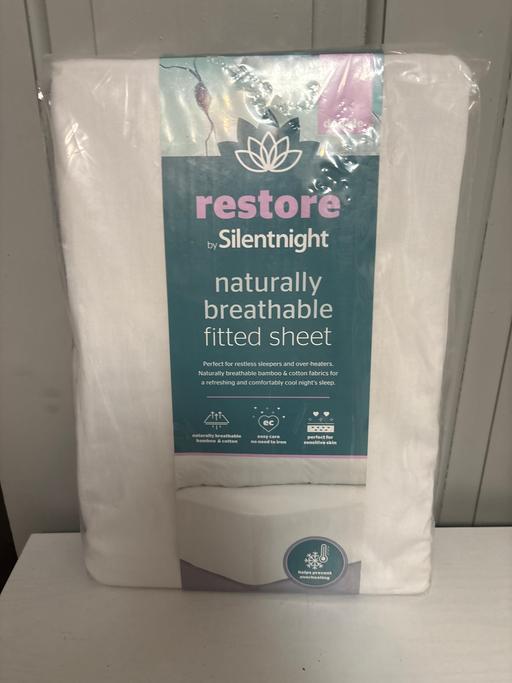 double
restore
by Silentnight
naturally
breathable
fitted sheet
Perfect for restless sleepers and over-heaters.
Naturally breathable bamboo & cotton fabrics for
a refreshing and comfortably cool night's sleep.
naturally breathable
bamboo & cotton
ec
easy care
no need to iron
perfect for
sensitive skin
helps prevent
overheating